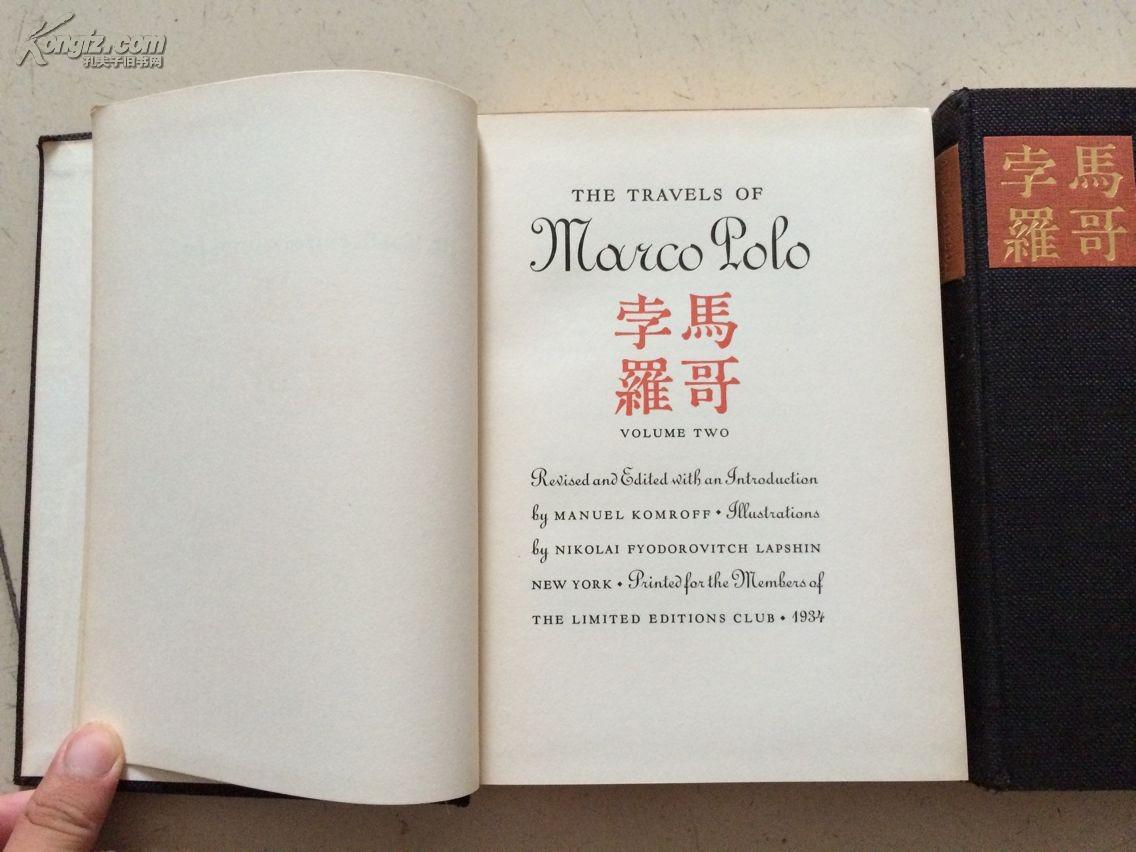 Kongfz.com
孔夫子旧书网
THE TRAVELS OF
Marco Polo
馬哥
孛羅
VOLUME TWO
Revised and Edited with an Introduction
by MANUEL KOMROFF • Illustrations
by NIKOLAI FYODOROVITCH LAPSHIN
NEW YORK • Printed for the Members of
THE LIMITED EDITIONS CLUB • 1934
馬哥
孛羅